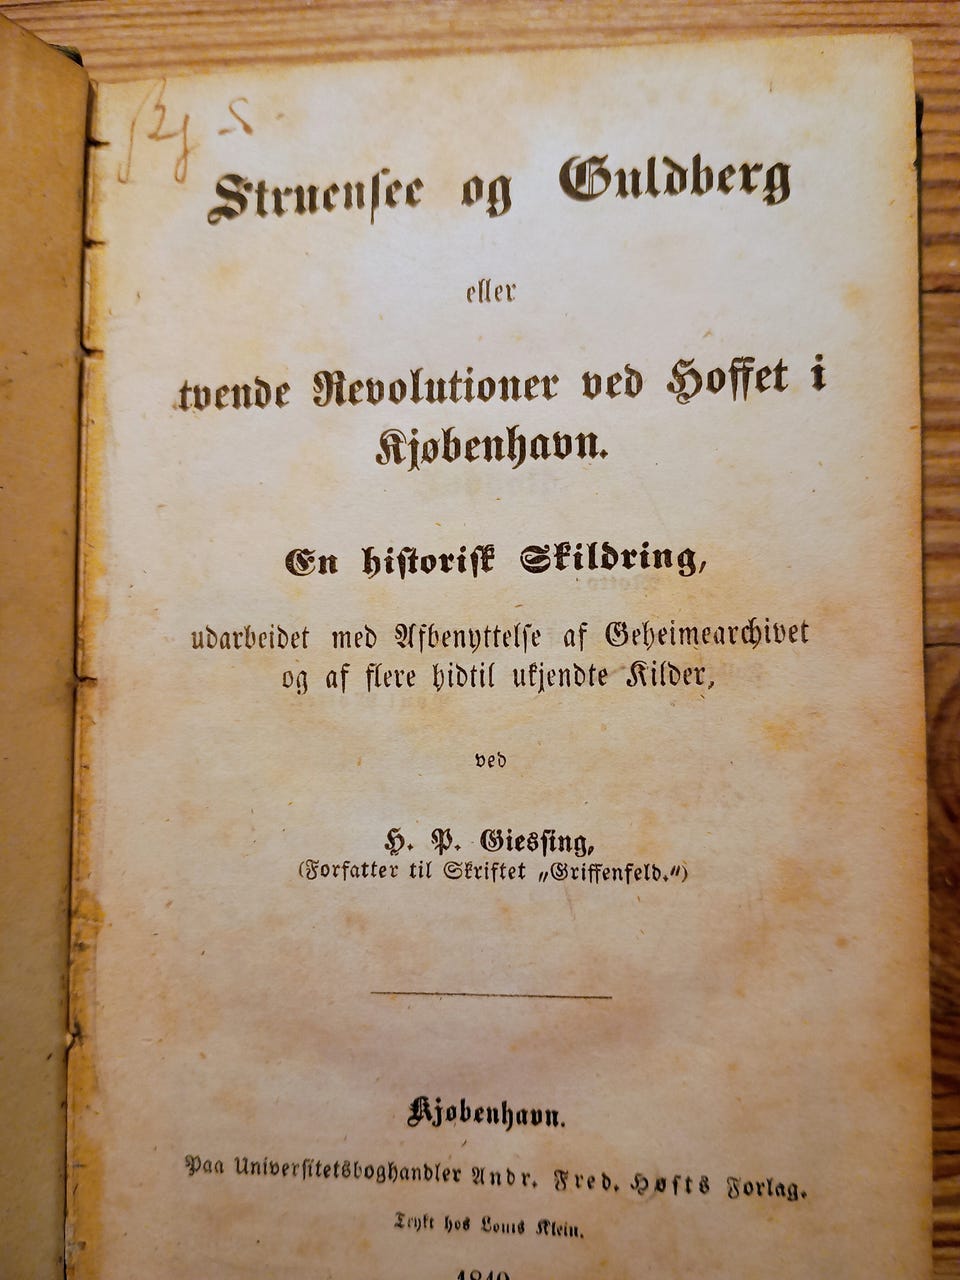 Struensee og Guldberg
eller
tvende Revolutioner ved Hoffet i
Kjøbenhavn.
En historisk Skildring,
udarbeidet med Afbenyttelse af Geheimearchivet
og af flere hidtil ukjendte Kilder,
ved
H. P. Giessing,
(Forfatter til Skriftet „Griffenfeld.“)
Kjøbenhavn.
Paa Universitetsboghandler Andr. Fred. Høsts Forlag.
Trykt hos Louis Klein.
1849